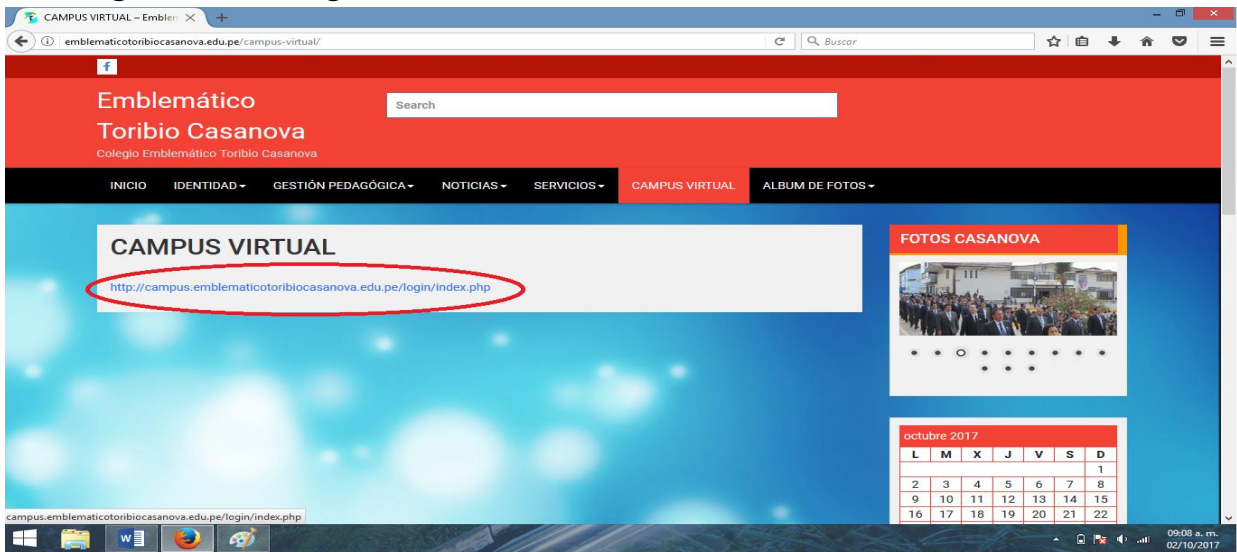 CAMPUS VIRTUAL – Emblem
emblematicotoribiocasanova.edu.pe/campus-virtual/
Buscar
f
Emblemático
Toribio Casanova
Colegio Emblemático Toribio Casanova
Search
INICIO IDENTIDAD GESTIÓN PEDAGÓGICA NOTICIAS SERVICIOS CAMPUS VIRTUAL ALBUM DE FOTOS
CAMPUS VIRTUAL
http://campus.emblematicotoribiocasanova.edu.pe/login/index.php
FOTOS CASANOVA
octubre 2017
L M X J V S D
1
2 3 4 5 6 7 8
9 10 11 12 13 14 15
16 17 18 19 20 21 22
campus.emblematicotoribiocasanova.edu.pe/login/index.php
09:08 a. m.
02/10/2017